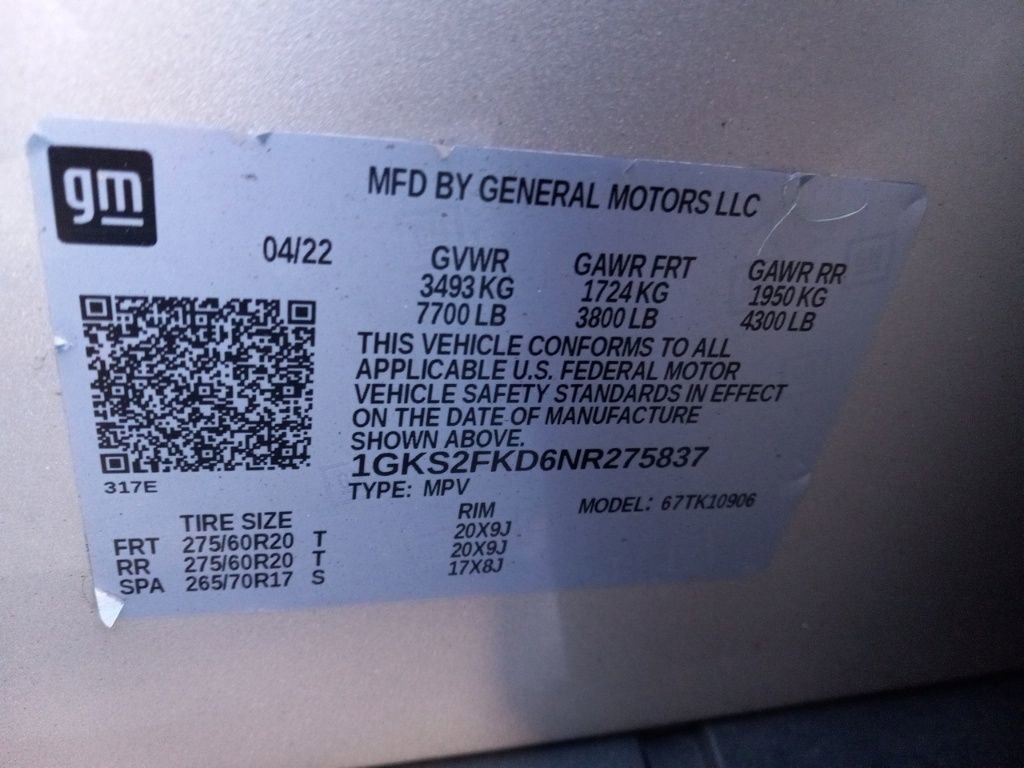 gm
MFD BY GENERAL MOTORS LLC
04/22
GVWR GAWR FRT GAWR RR
3493 KG 1724 KG 1950 KG
7700 LB 3800 LB 4300 LB
THIS VEHICLE CONFORMS TO ALL
APPLICABLE U.S. FEDERAL MOTOR
VEHICLE SAFETY STANDARDS IN EFFECT
ON THE DATE OF MANUFACTURE
SHOWN ABOVE.
1GKS2FKD6NR275837
317E
TYPE: MPV MODEL: 67TK10906
TIRE SIZE RIM
FRT 275/60R20 T 20X9J
RR 275/60R20 T 20X9J
SPA 265/70R17 S 17X8J